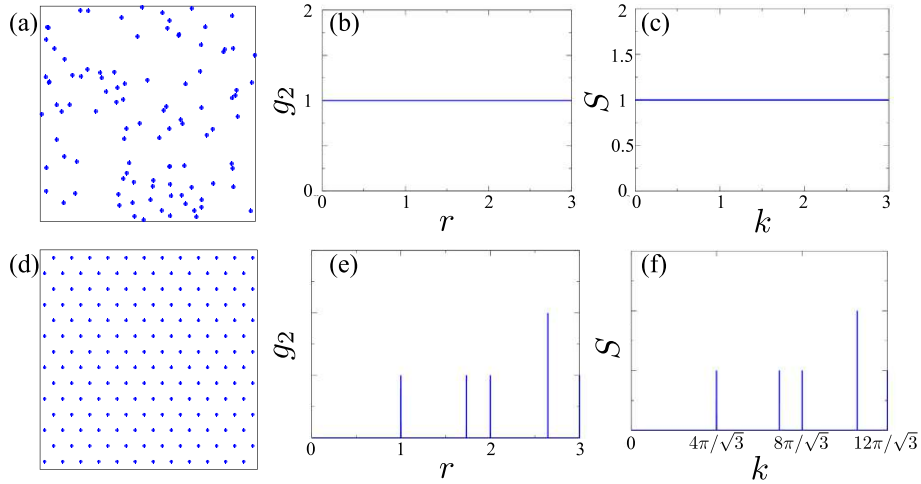 (a)
(b)
2
1
0
0 1 2 3
g₂
r
(c)
2
1.5
1
0.5
0
0 1 2 3
S
k
(d)
(e)
g₂
0 1 2 3
r
(f)
S
0 4π/√3 8π/√3 12π/√3
k